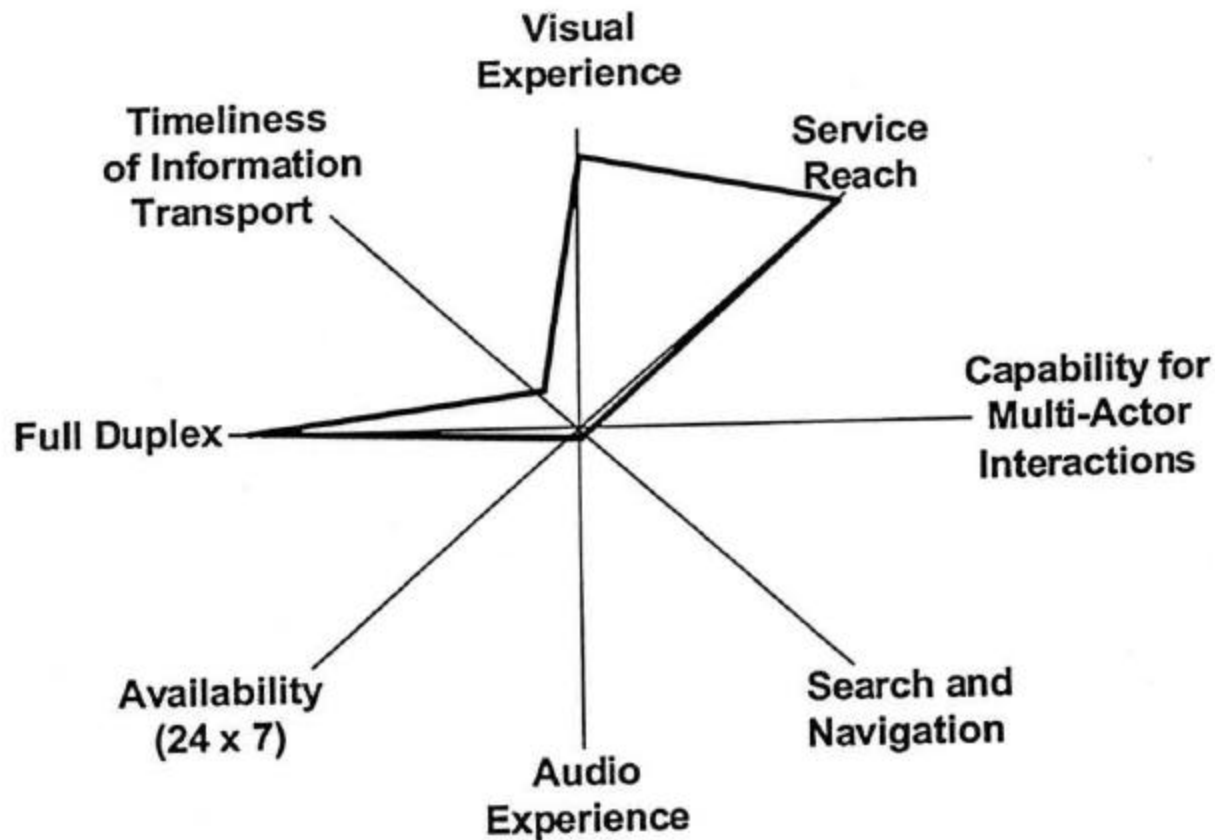 Visual
Experience
Service
Reach
Timeliness
of Information
Transport
Capability for
Multi-Actor
Interactions
Full Duplex
Search and
Navigation
Availability
(24 x 7)
Audio
Experience